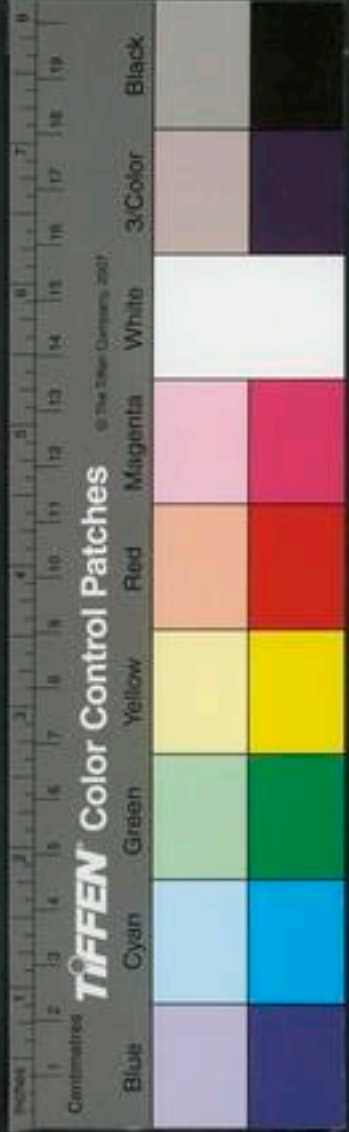 Inches 1 2 3 4 5 6 7 8
Centimetres 1 2 3 4 5 6 7 8 9 10 11 12 13 14 15 16 17 18 19
TIFFEN Color Control Patches © The Tiffen Company, 2007
Blue Cyan Green Yellow Red Magenta White 3/Color Black